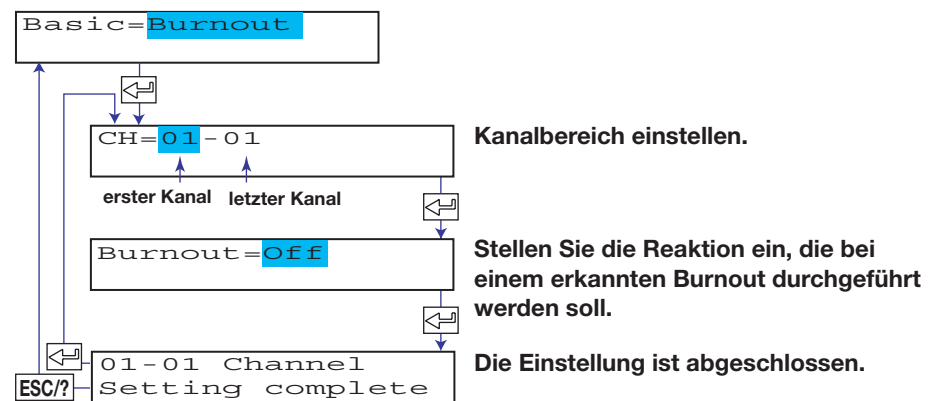 Basic=Burnout
CH=01-01
Kanalbereich einstellen.
erster Kanal letzter Kanal
Burnout=Off
Stellen Sie die Reaktion ein, die bei
einem erkannten Burnout durchgeführt
werden soll.
01-01 Channel
Setting complete
Die Einstellung ist abgeschlossen.
ESC/?